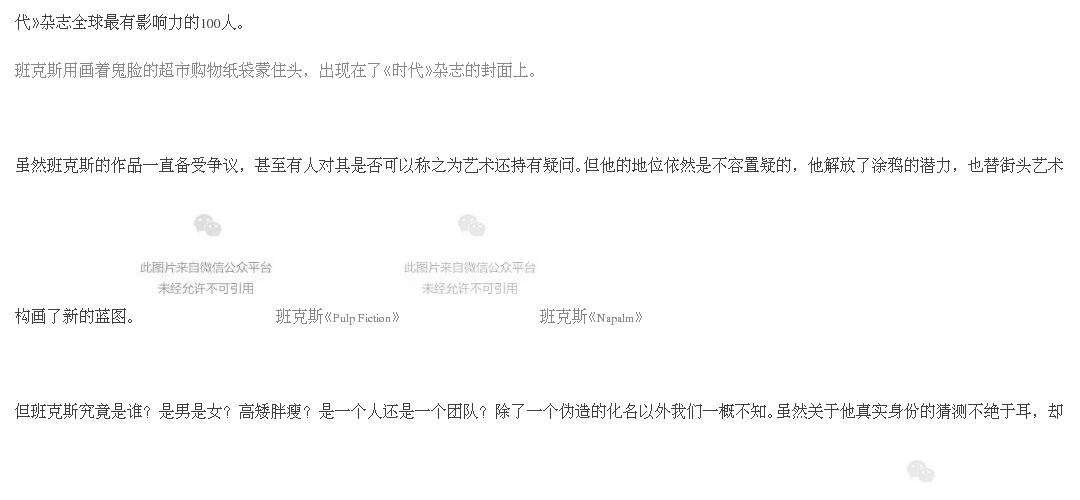 代》杂志全球最有影响力的100人。
班克斯用画着鬼脸的超市购物纸袋蒙住头，出现在了《时代》杂志的封面上。
虽然班克斯的作品一直备受争议，甚至有人对其是否可以称之为艺术还持有疑问。但他的地位依然是不容置疑的，他解放了涂鸦的潜力，也替街头艺术
此图片来自微信公众平台
未经允许不可引用
此图片来自微信公众平台
未经允许不可引用
构画了新的蓝图。 班克斯《Pulp Fiction》 班克斯《Napalm》
但班克斯究竟是谁？是男是女？高矮胖瘦？是一个人还是一个团队？除了一个伪造的化名以外我们一概不知。虽然关于他真实身份的猜测不绝于耳，却